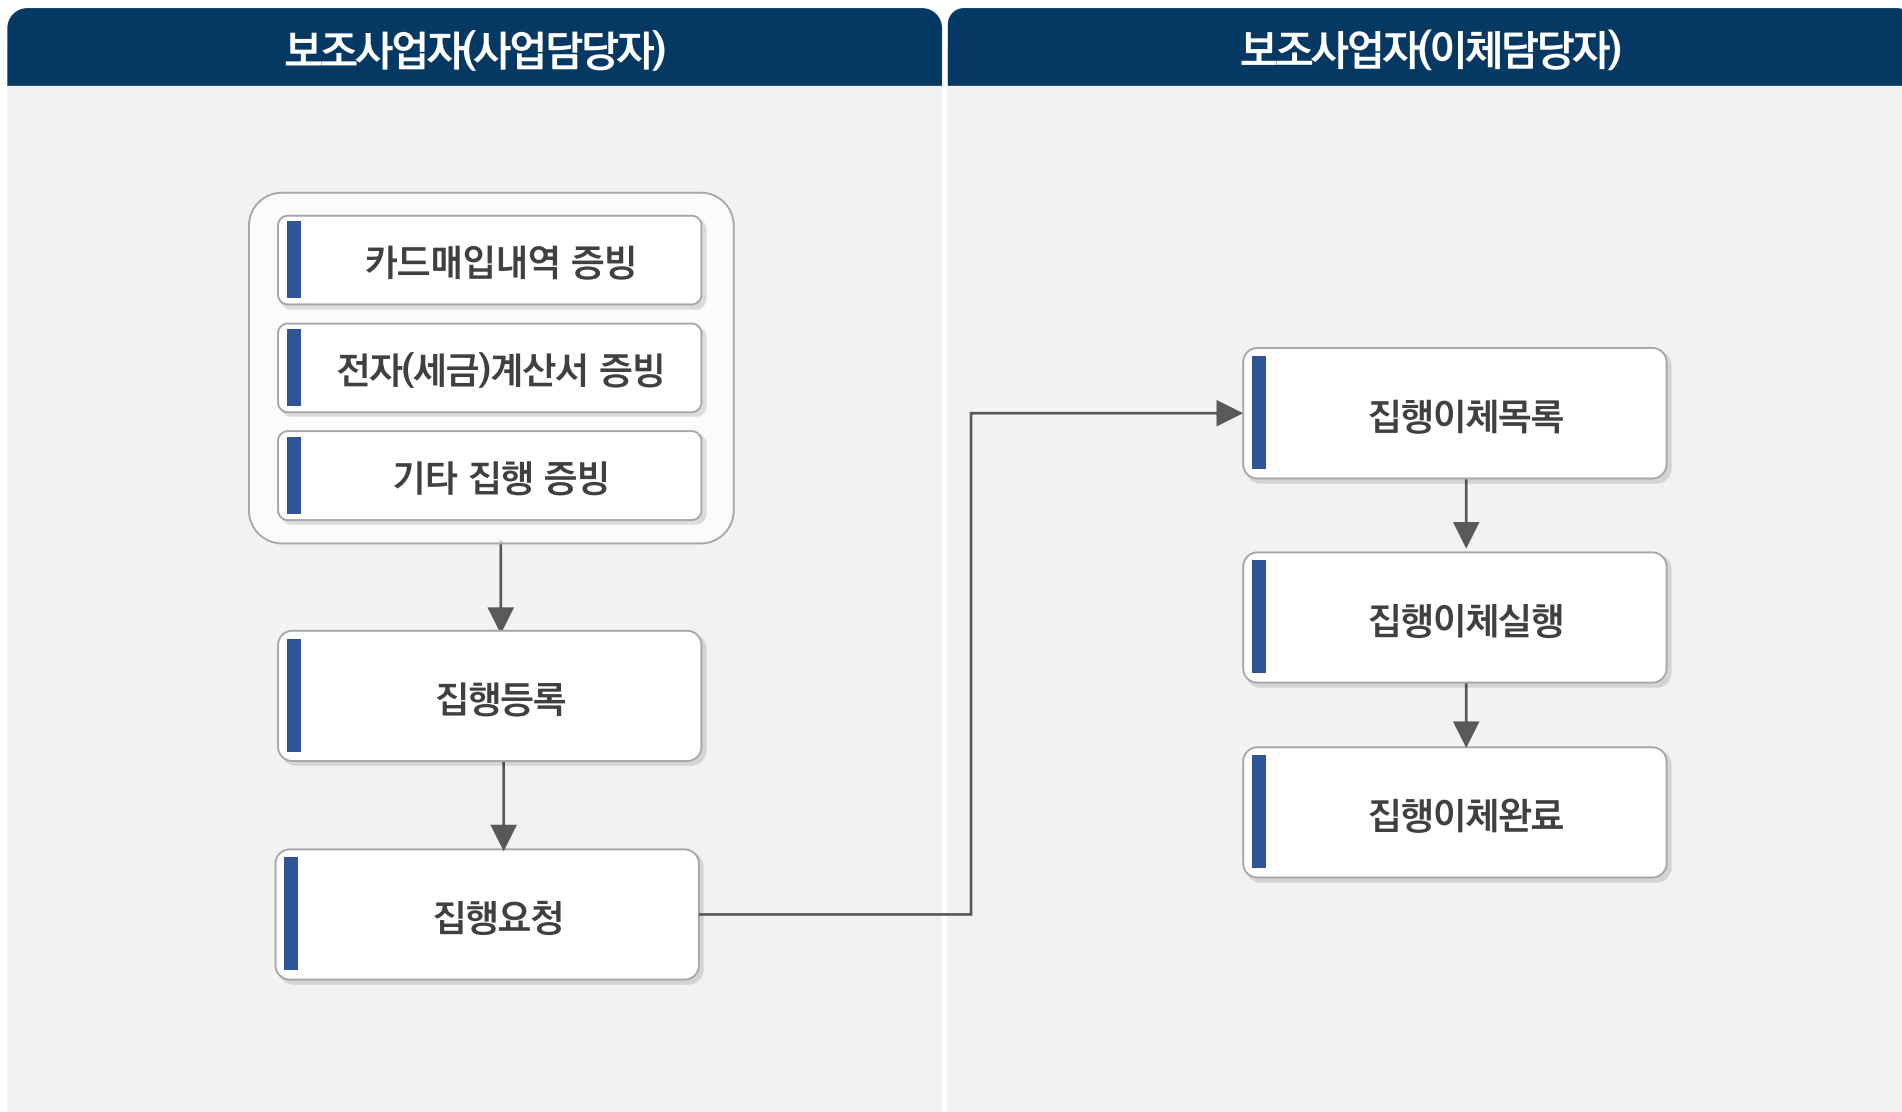 보조사업자(사업담당자)
카드매입내역 증빙
전자(세금)계산서 증빙
기타 집행 증빙
집행등록
집행요청
보조사업자(이체담당자)
집행이체목록
집행이체실행
집행이체완료